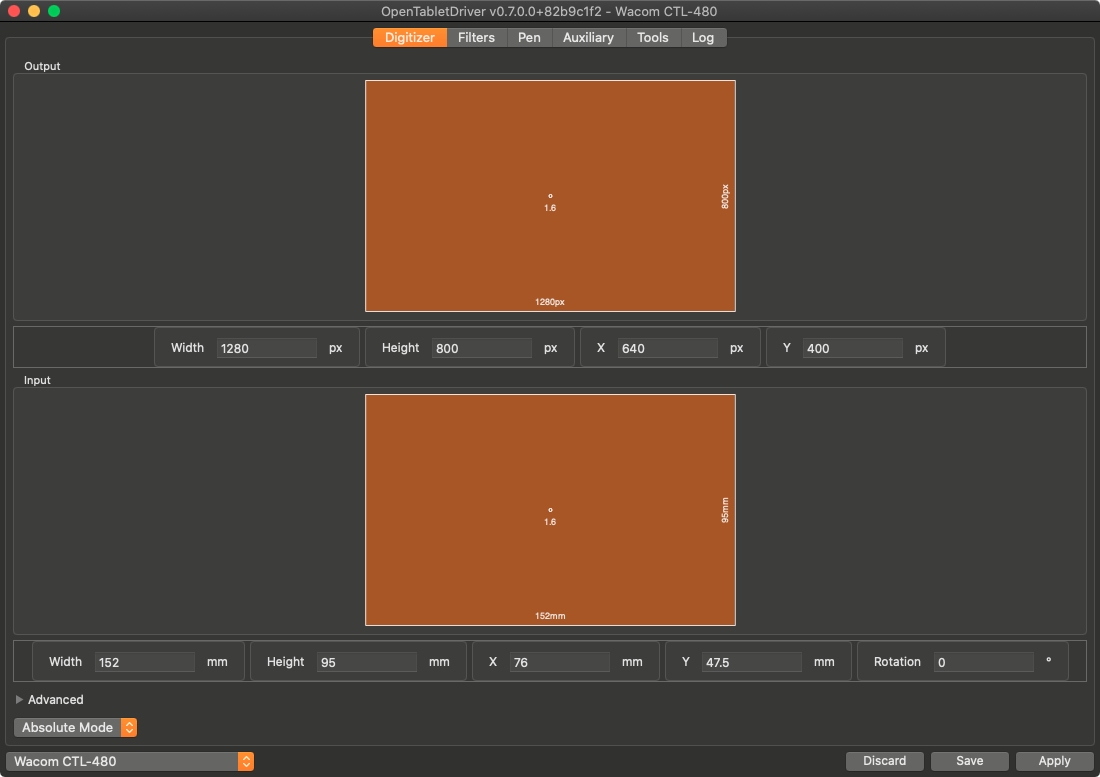 OpenTabletDriver v0.7.0.0+82b9c1f2 - Wacom CTL-480
Digitizer Filters Pen Auxiliary Tools Log
Output
800px
1.6
1280px
Width 1280 px Height 800 px X 640 px Y 400 px
Input
95mm
1.6
152mm
Width 152 mm Height 95 mm X 76 mm Y 47.5 mm Rotation 0 °
Advanced
Absolute Mode
Wacom CTL-480 Discard Save Apply